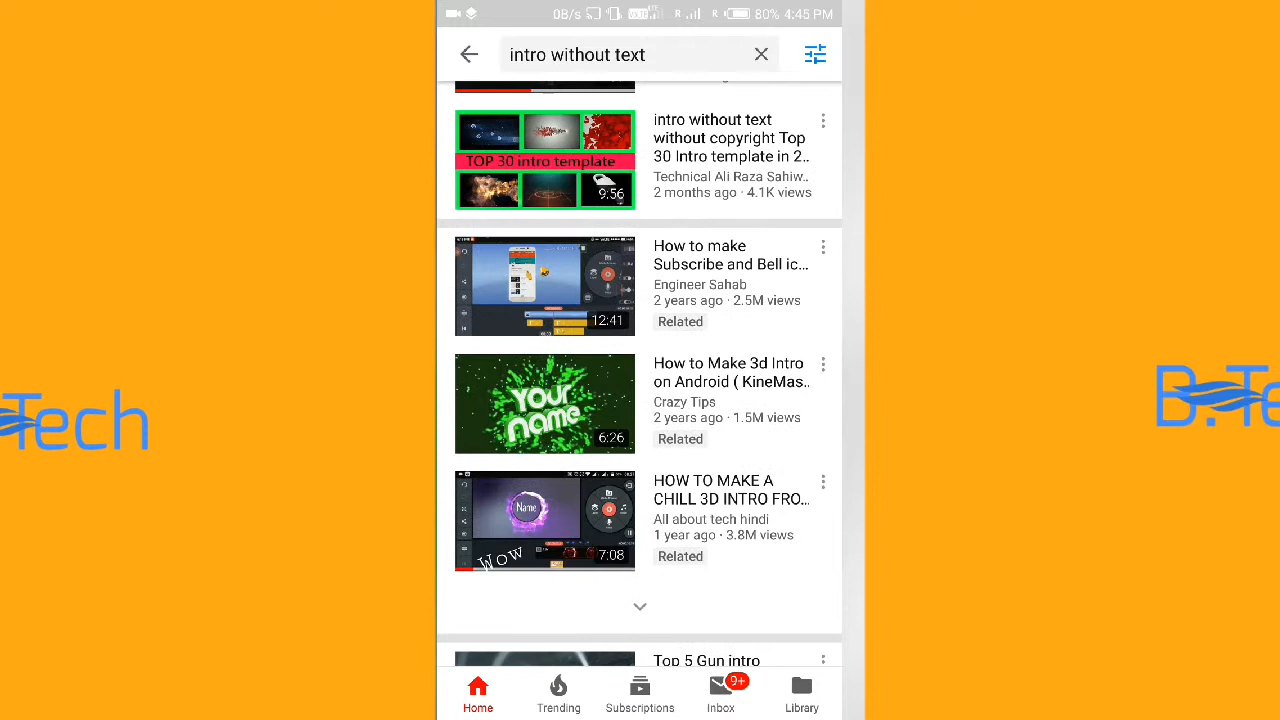 0B/s VoLTE LTE R R 80% 4:45 PM
intro without text
TOP 30 intro template
9:56
intro without text
without copyright Top
30 Intro template in 2..
Technical Ali Raza Sahiw..
2 months ago · 4.1K views
12:41
How to make
Subscribe and Bell ic...
Engineer Sahab
2 years ago · 2.5M views
Related
YOUR
name
6:26
How to Make 3d Intro
on Android ( KineMas..
Crazy Tips
2 years ago · 1.5M views
Related
Name
Wow
7:08
HOW TO MAKE A
CHILL 3D INTRO FRO...
All about tech hindi
1 year ago · 3.8M views
Related
Tech
B.Te
Top 5 Gun intro
9+
Home Trending Subscriptions Inbox Library